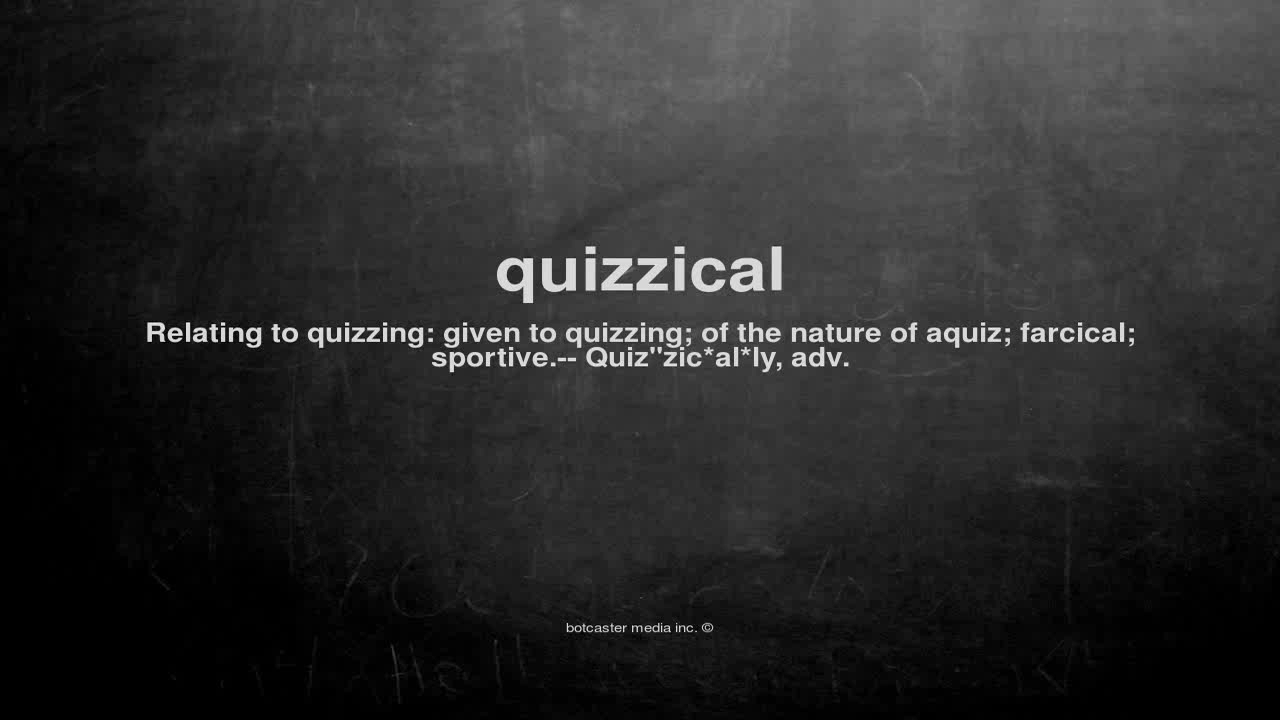 quizzical
Relating to quizzing: given to quizzing; of the nature of aquiz; farcical;
sportive.-- Quiz"zic*al*ly, adv.
botcaster media inc. ©